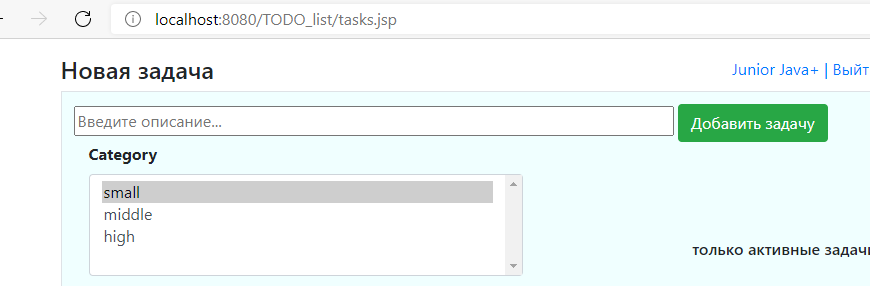 localhost:8080/TODO_list/tasks.jsp
Новая задача
Junior Java+ | Выйт
Введите описание...
Добавить задачу
Category
small
middle
high
только активные задачи